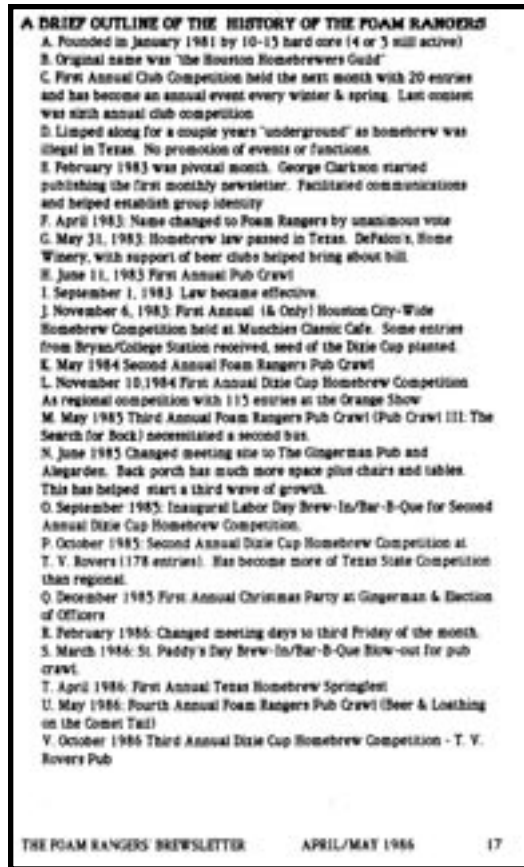 A BRIEF OUTLINE OF THE HISTORY OF THE FOAM RANGERS
A. Founded in January 1981 by 10-15 hard core (4 or 5 still active)
B. Original name was "the Houston Homebrewers Guild"
C. First Annual Club Competition held the next month with 20 entries
and has become an annual event every winter & spring. Last contest
was sixth annual club competition
D. Limped along for a couple years "underground" as homebrew was
illegal in Texas. No promotion of events or functions.
E. February 1983 was pivotal month. George Clarkson started
publishing the first monthly newsletter. Facilitated communications
and helped establish group identity
F. April 1983: Name changed to Foam Rangers by unanimous vote
G. May 31, 1983: Homebrew law passed in Texas. DeFalco's, Home
Winery, with support of beer clubs helped bring about bill.
H. June 11, 1983 First Annual Pub Crawl
I. September 1, 1983 Law became effective.
J. November 6, 1983: First Annual (& Only) Houston City-Wide
Homebrew Competition held at Munchies Classic Cafe. Some entries
from Bryan/College Station received, seed of the Dixie Cup planted.
K. May 1984 Second Annual Foam Rangers Pub Crawl
L. November 10,1984 First Annual Dixie Cup Homebrew Competition
As regional competition with 115 entries at the Orange Show
M. May 1985 Third Annual Foam Rangers Pub Crawl (Pub Crawl III: The
Search for Bock) necessitated a second bus.
N. June 1985 Changed meeting site to The Gingerman Pub and
Alegarden. Back porch has much more space plus chairs and tables.
This has helped start a third wave of growth.
O. September 1985: Inaugural Labor Day Brew-In/Bar-B-Que for Second
Annual Dixie Cup Homebrew Competition.
P. October 1985: Second Annual Dixie Cup Homebrew Competition at
T. V. Rovers (178 entries). Has become more of Texas State Competition
than regional.
Q. December 1985 First Annual Christmas Party at Gingerman & Election
of Officers
R. February 1986: Changed meeting days to third Friday of the month.
S. March 1986: St. Paddy's Day Brew-In/Bar-B-Que Blow-out for pub
crawl.
T. April 1986: First Annual Texas Homebrew Springfest
U. May 1986: Fourth Annual Foam Rangers Pub Crawl (Beer & Loathing
on the Comet Tail)
V. October 1986 Third Annual Dixie Cup Homebrew Competition - T. V.
Rovers Pub
THE FOAM RANGERS' BREWSLETTER APRIL/MAY 1986 17